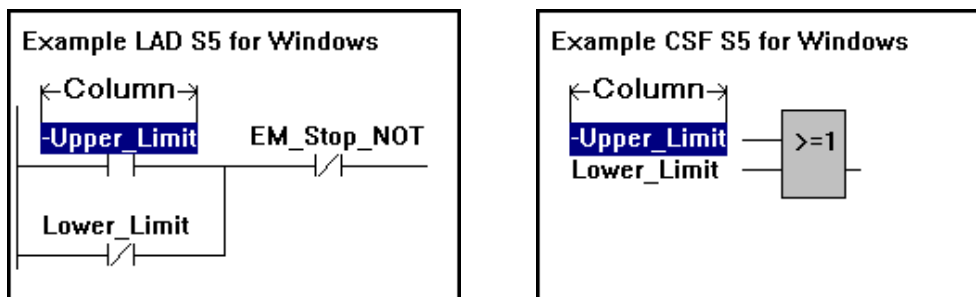 Example LAD S5 for Windows
Column
-Upper_Limit
EM_Stop_NOT
Lower_Limit
Example CSF S5 for Windows
Column
-Upper_Limit
>=1
Lower_Limit